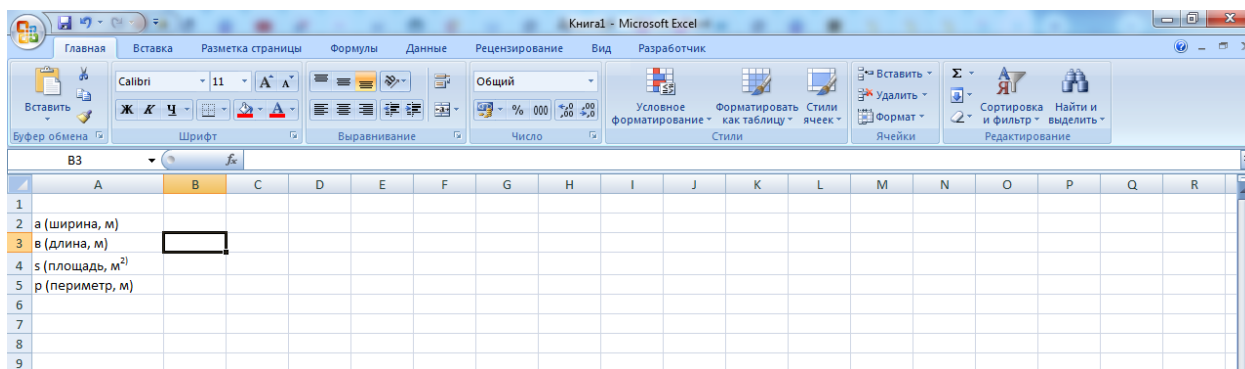 Книга1 - Microsoft Excel
Главная Вставка Разметка страницы Формулы Данные Рецензирование Вид Разработчик
Calibri 11 Общий Вставить Σ
Вставить Ж К Ч % 000 Условное форматирование Форматировать как таблицу Стили ячеек Удалить Формат Сортировка и фильтр Найти и выделить
Буфер обмена Шрифт Выравнивание Число Стили Ячейки Редактирование
B3 fx
A B C D E F G H I J K L M N O P Q R
1
2 а (ширина, м)
3 в (длина, м)
4 s (площадь, м²⁾
5 р (периметр, м)
6
7
8
9